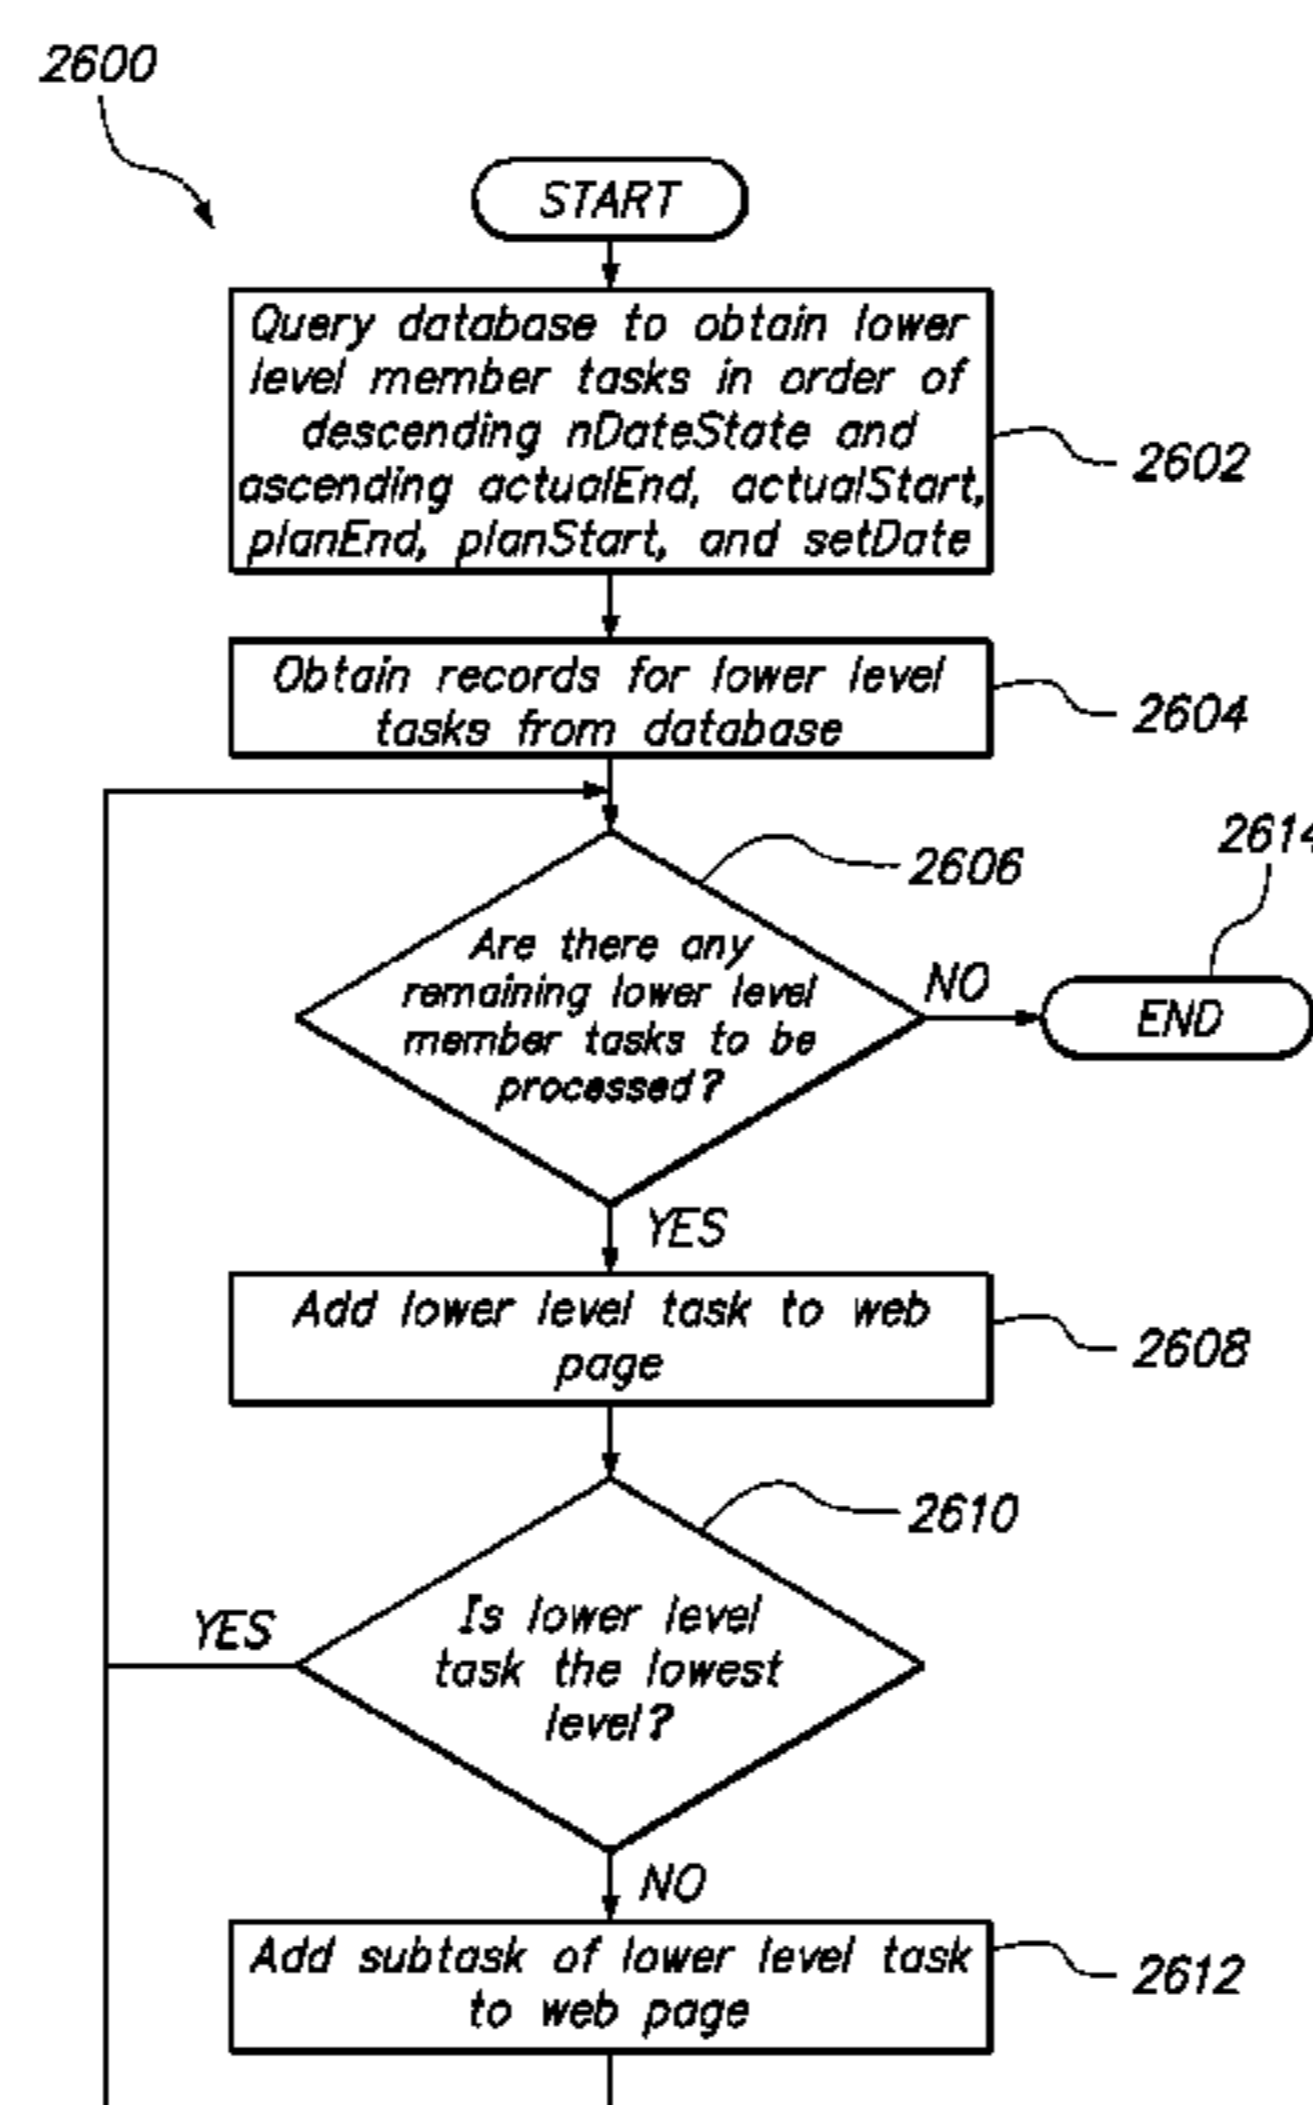 2600
START
Query database to obtain lower
level member tasks in order of
descending nDateState and
ascending actualEnd, actualStart,
planEnd, planStart, and setDate
2602
Obtain records for lower level
tasks from database
2604
2606
2614
Are there any
remaining lower level
member tasks to be
processed?
NO
END
YES
Add lower level task to web
page
2608
2610
Is lower level
task the lowest
level?
YES
NO
Add subtask of lower level task
to web page
2612